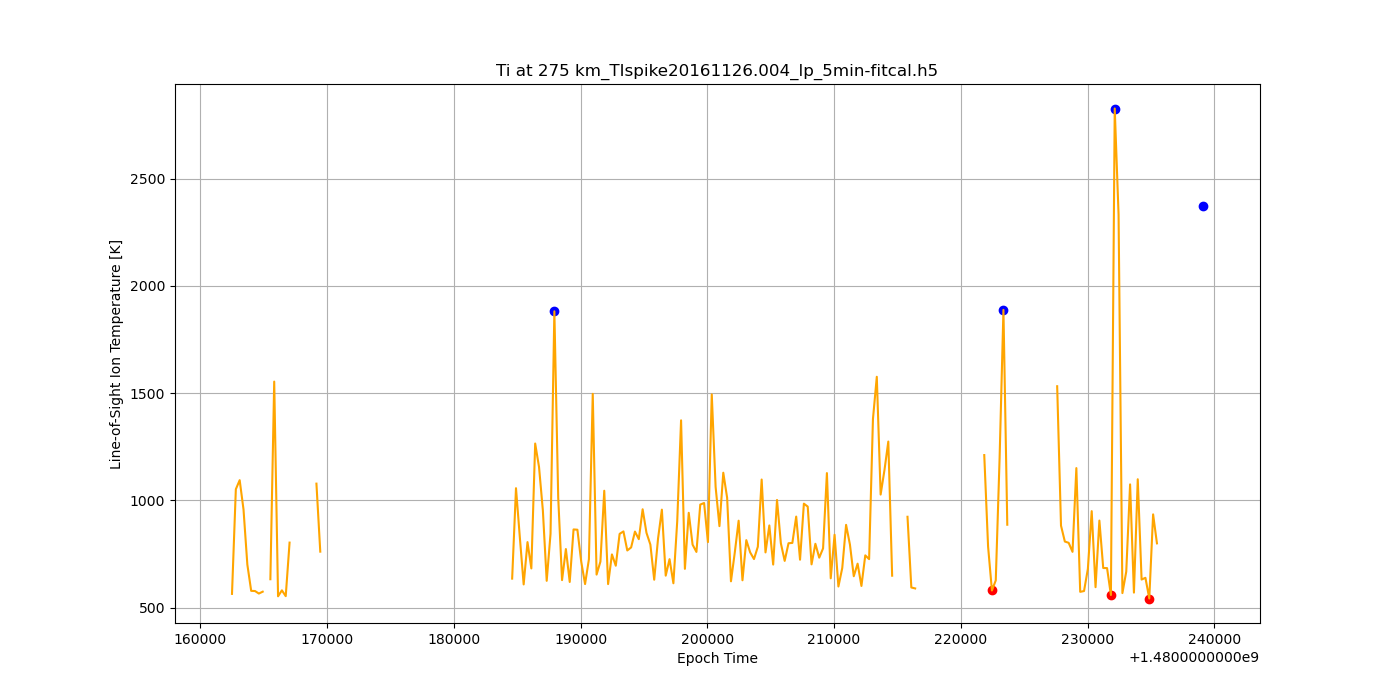 Ti at 275 km_TIspike20161126.004_lp_5min-fitcal.h5
Line-of-Sight Ion Temperature [K]
2500
2000
1500
1000
500
160000 170000 180000 190000 200000 210000 220000 230000 240000
Epoch Time
+1.4800000000e9